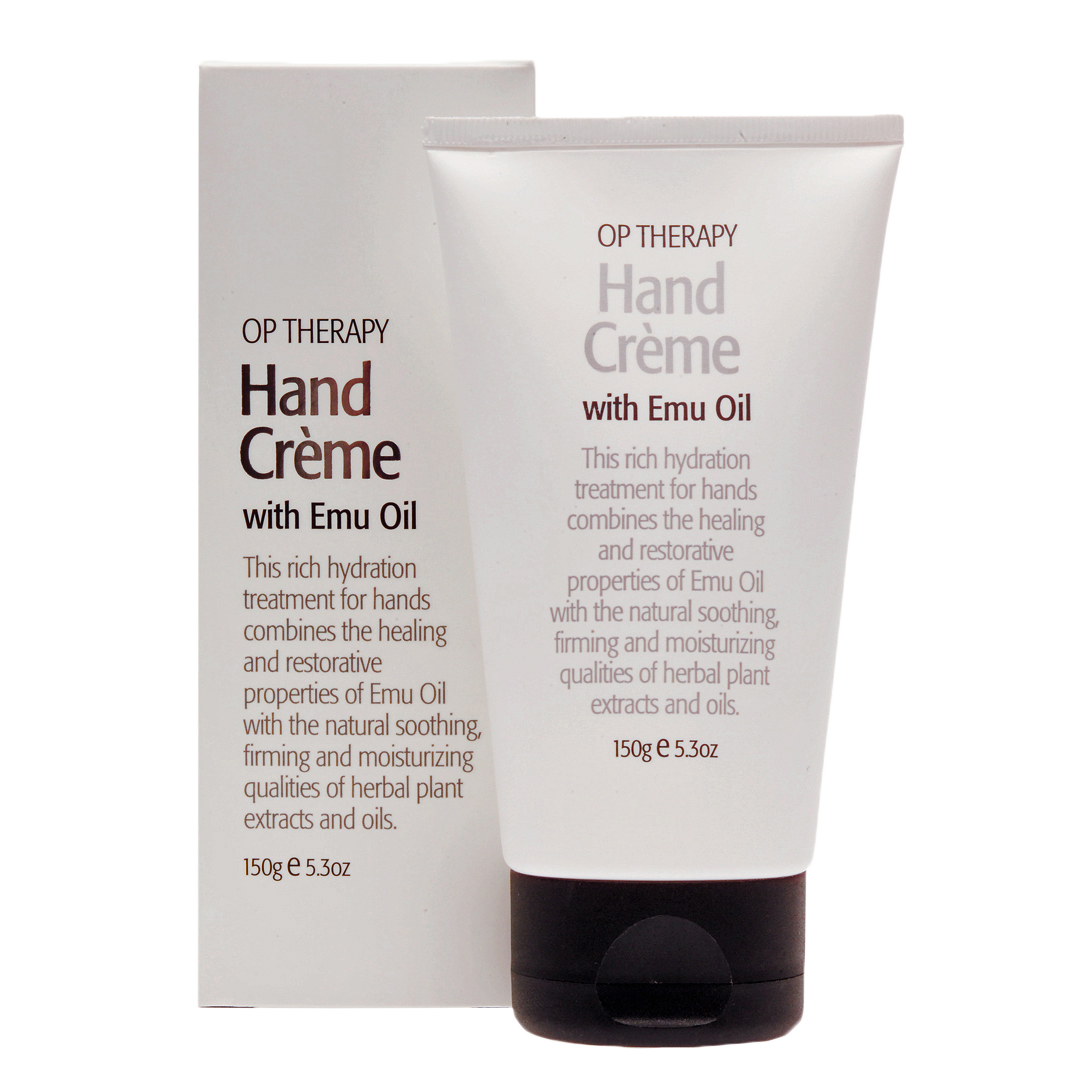 OP THERAPY
Hand
Crème
with Emu Oil
This rich hydration
treatment for hands
combines the healing
and restorative
properties of Emu Oil
with the natural soothing,
firming and moisturizing
qualities of herbal plant
extracts and oils.
150g e 5.3oz
OP THERAPY
Hand
Crème
with Emu Oil
This rich hydration
treatment for hands
combines the healing
and restorative
properties of Emu Oil
with the natural soothing,
firming and moisturizing
qualities of herbal plant
extracts and oils.
150g e 5.3oz